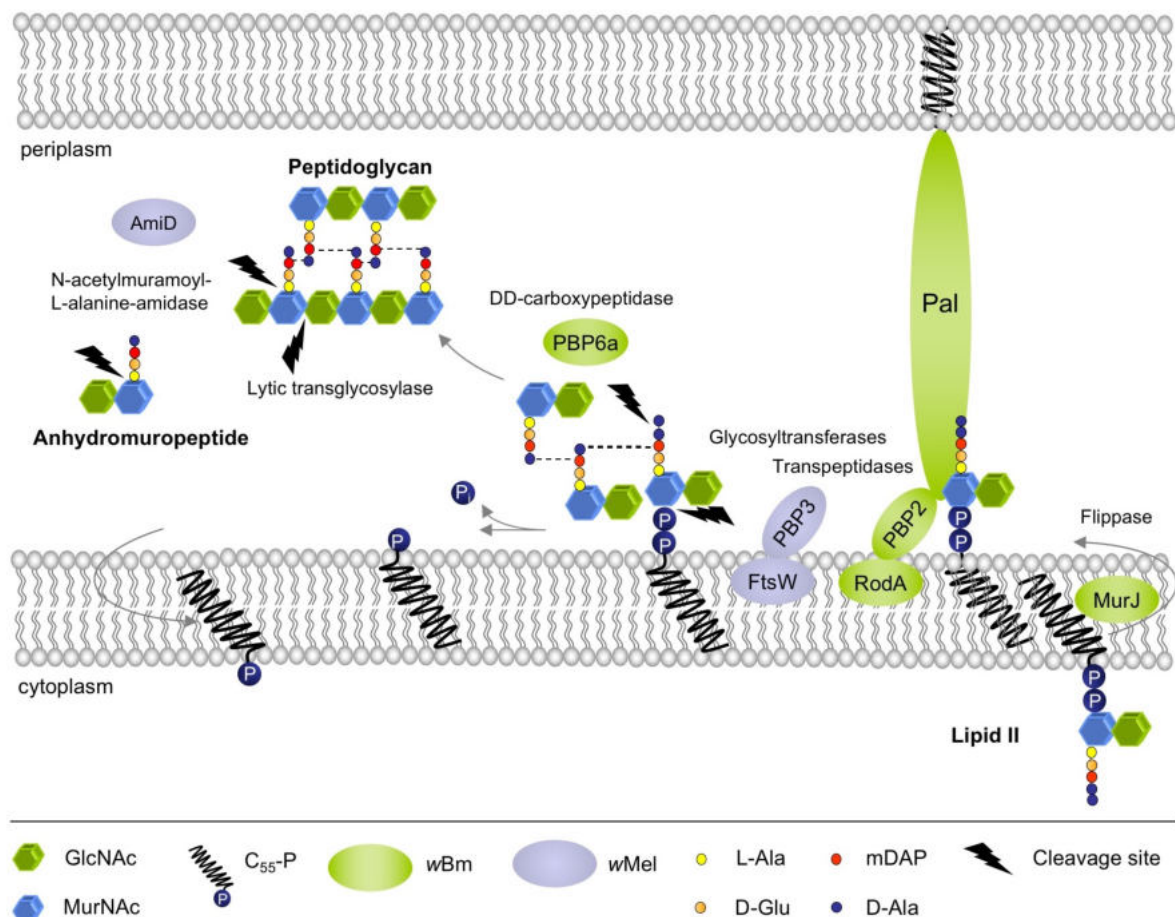 periplasm
Peptidoglycan
AmiD
N-acetylmuramoyl-
L-alanine-amidase
Lytic transglycosylase
Anhydromuropeptide
DD-carboxypeptidase
PBP6a
Pal
Glycosyltransferases
Transpeptidases
PBP3
PBP2
FtsW
RodA
Flippase
MurJ
Pi
P
P
P
P
P
P
P
P
P
cytoplasm
Lipid II
GlcNAc
MurNAc
C55-P
P
wBm
wMel
L-Ala
D-Glu
mDAP
D-Ala
Cleavage site